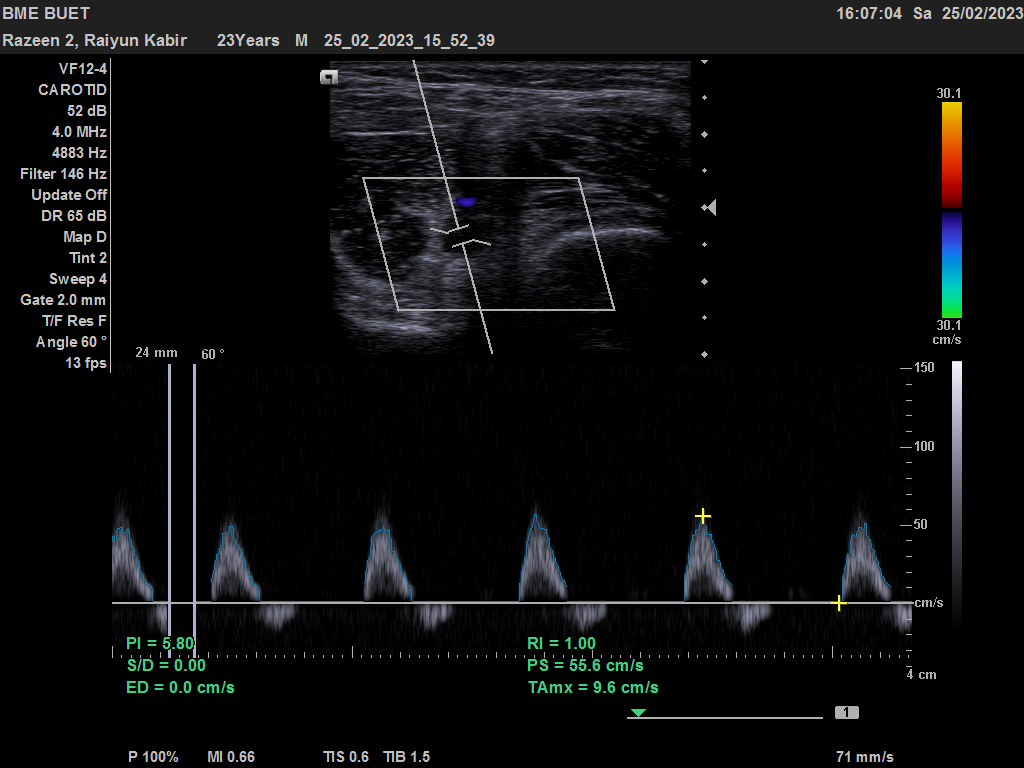 BME BUET
16:07:04 Sa 25/02/2023
Razeen 2, Raiyun Kabir 23Years M 25_02_2023_15_52_39
VF12-4
CAROTID
52 dB
4.0 MHz
4883 Hz
Filter 146 Hz
Update Off
DR 65 dB
Map D
Tint 2
Sweep 4
Gate 2.0 mm
T/F Res F
Angle 60 °
13 fps
30.1
30.1
cm/s
24 mm 60 °
150
100
50
cm/s
4 cm
PI = 5.80
S/D = 0.00
ED = 0.0 cm/s
RI = 1.00
PS = 55.6 cm/s
TAmx = 9.6 cm/s
1
P 100% MI 0.66 TIS 0.6 TIB 1.5 71 mm/s